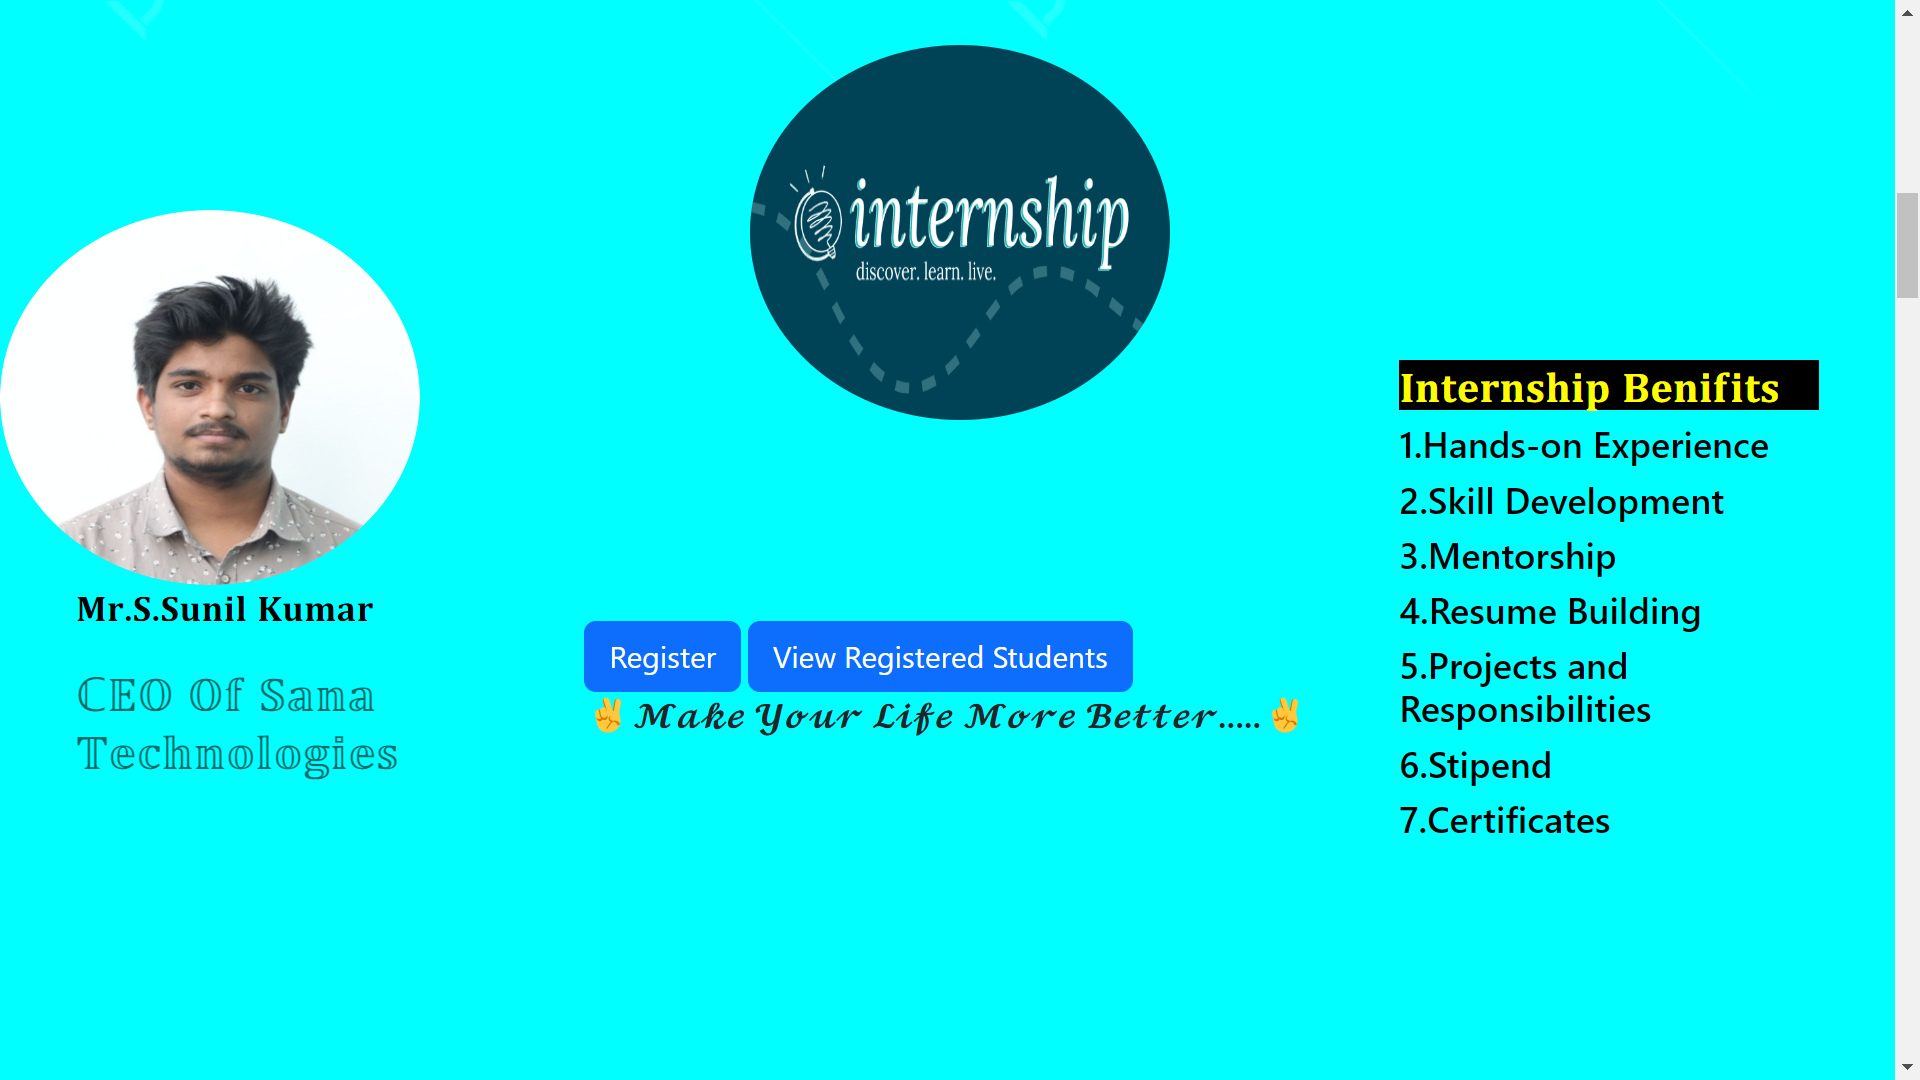 internship
discover. learn. live.
Mr.S.Sunil Kumar
CEO Of Sana
Technologies
Register
View Registered Students
✌️ 𝓜𝓪𝓴𝓮 𝓨𝓸𝓾𝓻 𝓛𝓲𝓯𝓮 𝓜𝓸𝓻𝓮 𝓑𝓮𝓽𝓽𝓮𝓻..... ✌️
Internship Benifits
1.Hands-on Experience
2.Skill Development
3.Mentorship
4.Resume Building
5.Projects and
Responsibilities
6.Stipend
7.Certificates